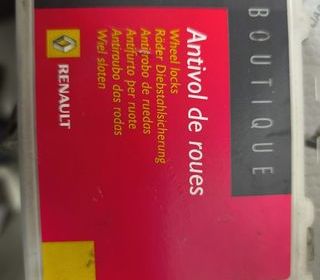 BOUTIQUE
Antivol de roues
Wheel locks
Räder Diebstahlsicherung
Antirrobo de ruedas
Antifurto per ruote
Antiroubo das rodas
Wiel sloten
RENAULT